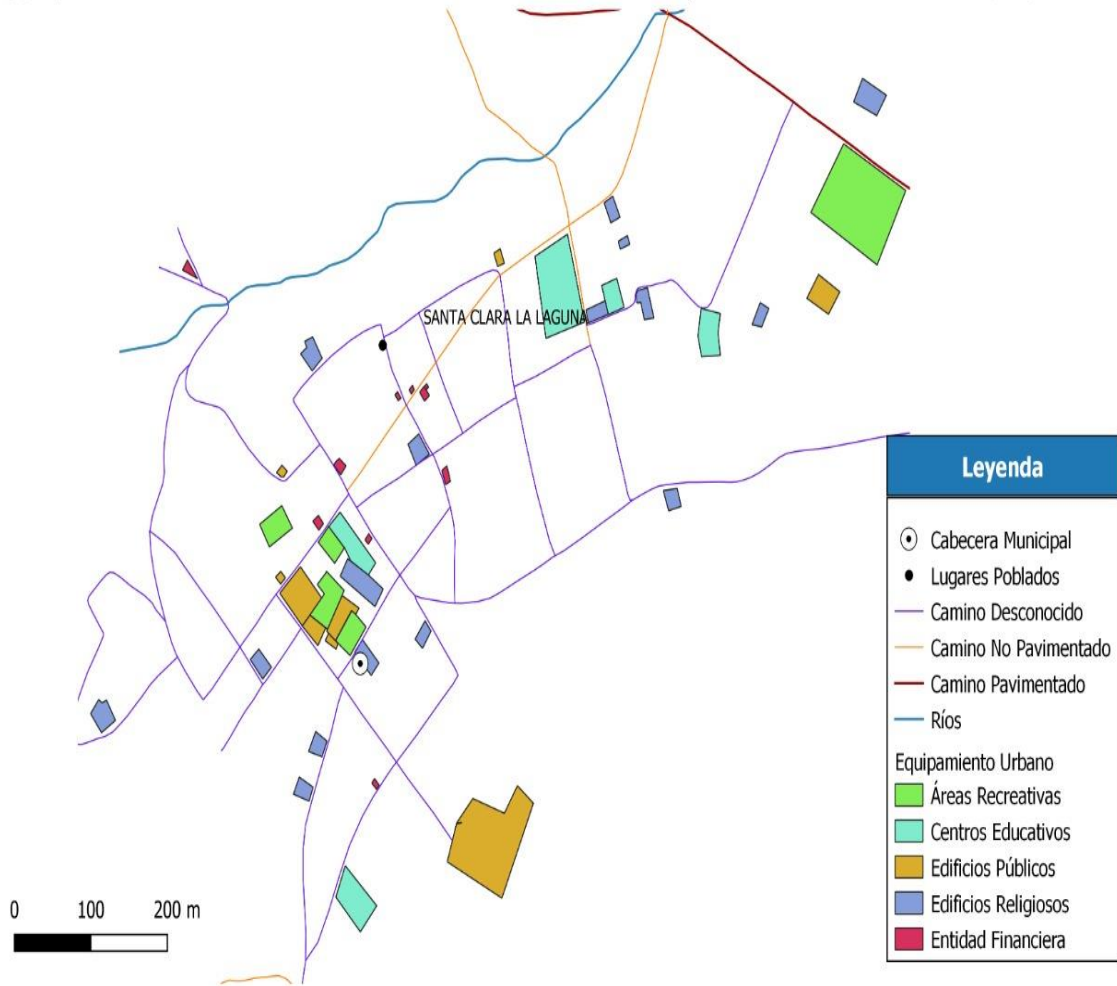 SANTA CLARA LA LAGUNA
Leyenda
Cabecera Municipal
Lugares Poblados
Camino Desconocido
Camino No Pavimentado
Camino Pavimentado
Ríos
Equipamiento Urbano
Áreas Recreativas
Centros Educativos
Edificios Públicos
Edificios Religiosos
Entidad Financiera
0 100 200 m